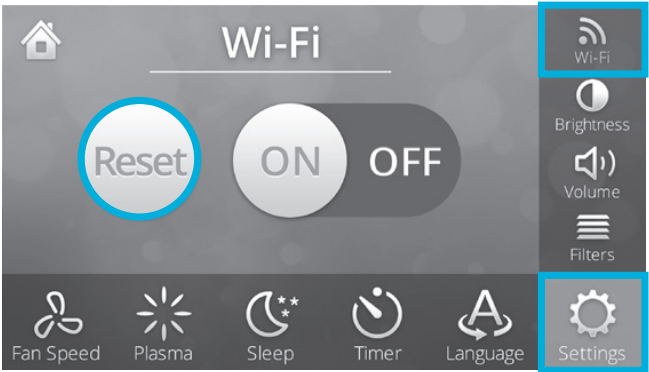 Wi-Fi
Wi-Fi
Reset
ON
OFF
Brightness
Volume
Filters
Fan Speed
Plasma
Sleep
Timer
Language
Settings